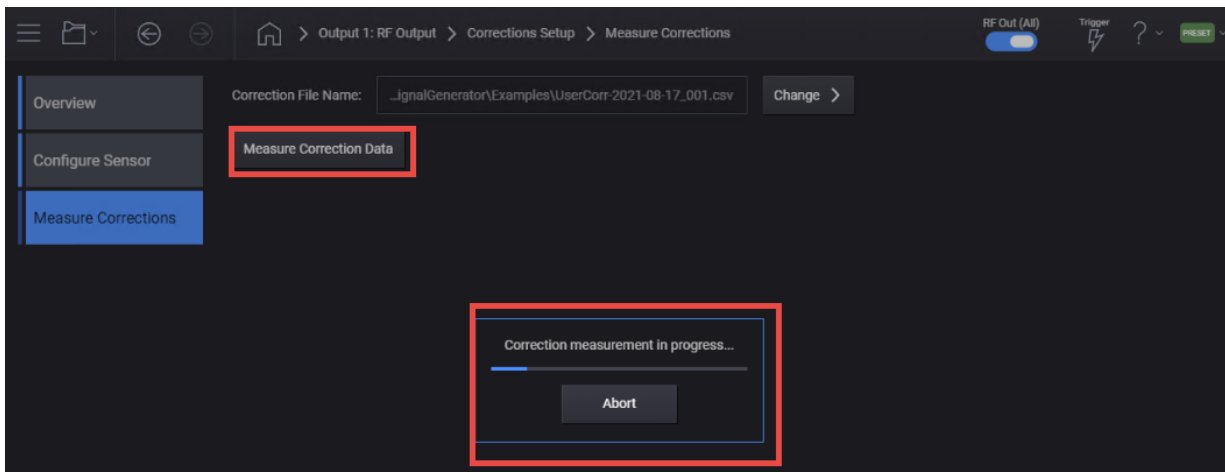 Output 1: RF Output > Corrections Setup > Measure Corrections
RF Out (All)
Trigger
?
PRESET
Overview
Configure Sensor
Measure Corrections
Correction File Name:
...ignalGenerator\Examples\UserCorr-2021-08-17_001.csv
Change >
Measure Correction Data
Correction measurement in progress...
Abort